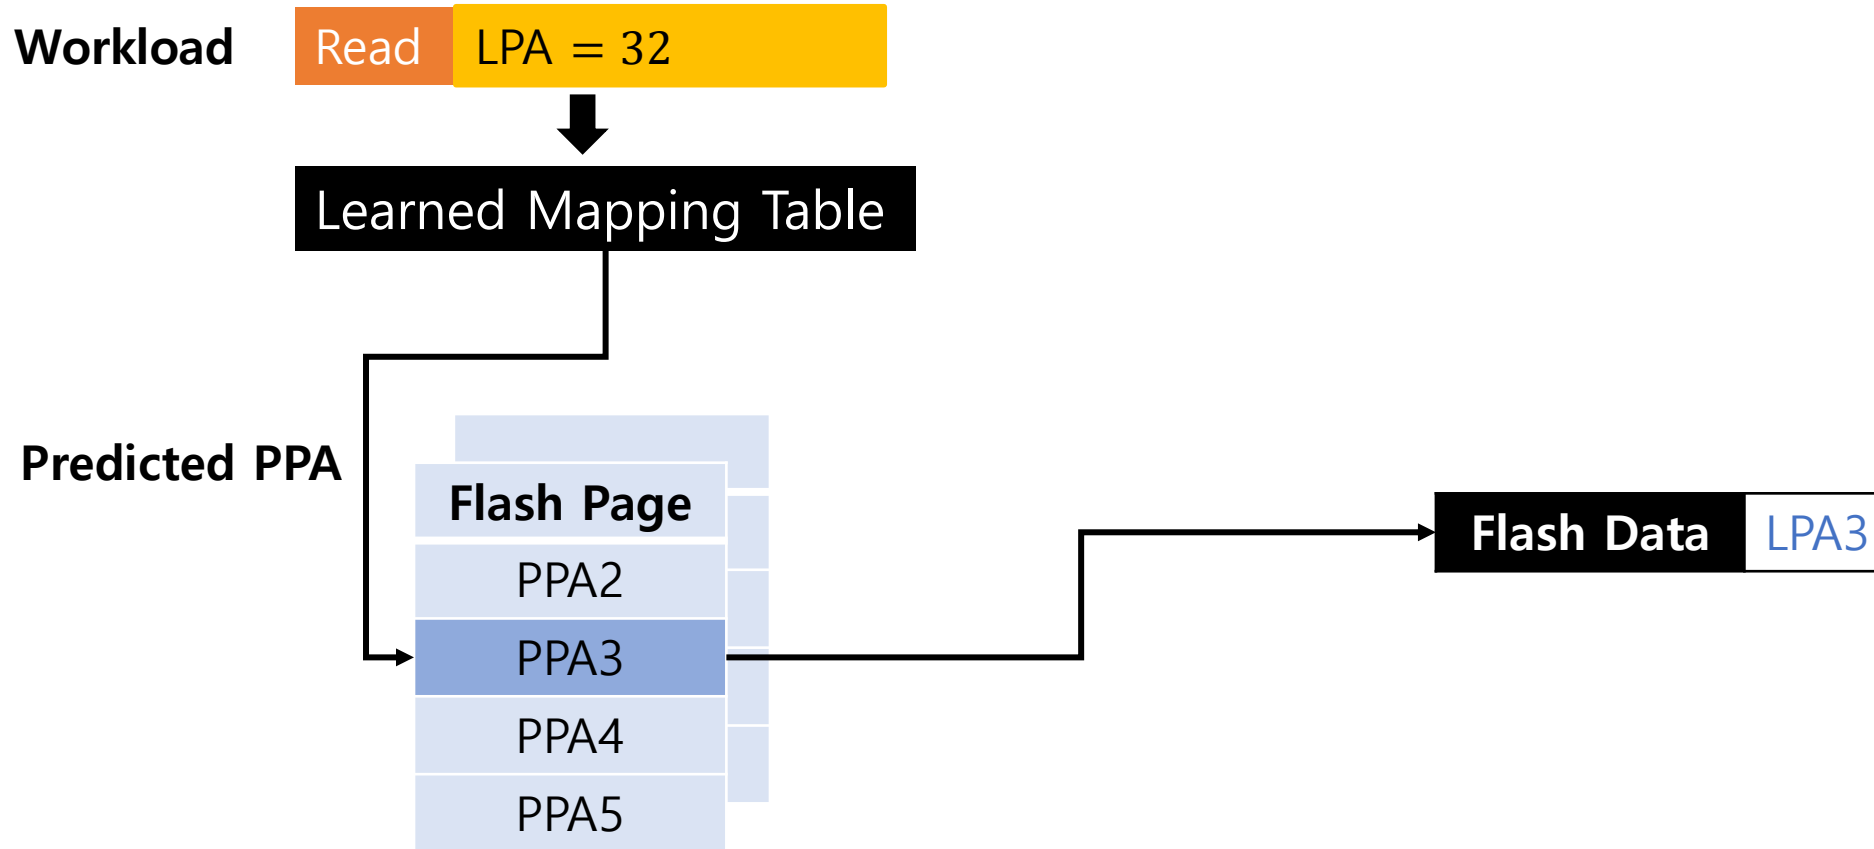 Workload Read LPA = 32
Learned Mapping Table
Predicted PPA
Flash Page
PPA2
PPA3
PPA4
PPA5
Flash Data LPA3